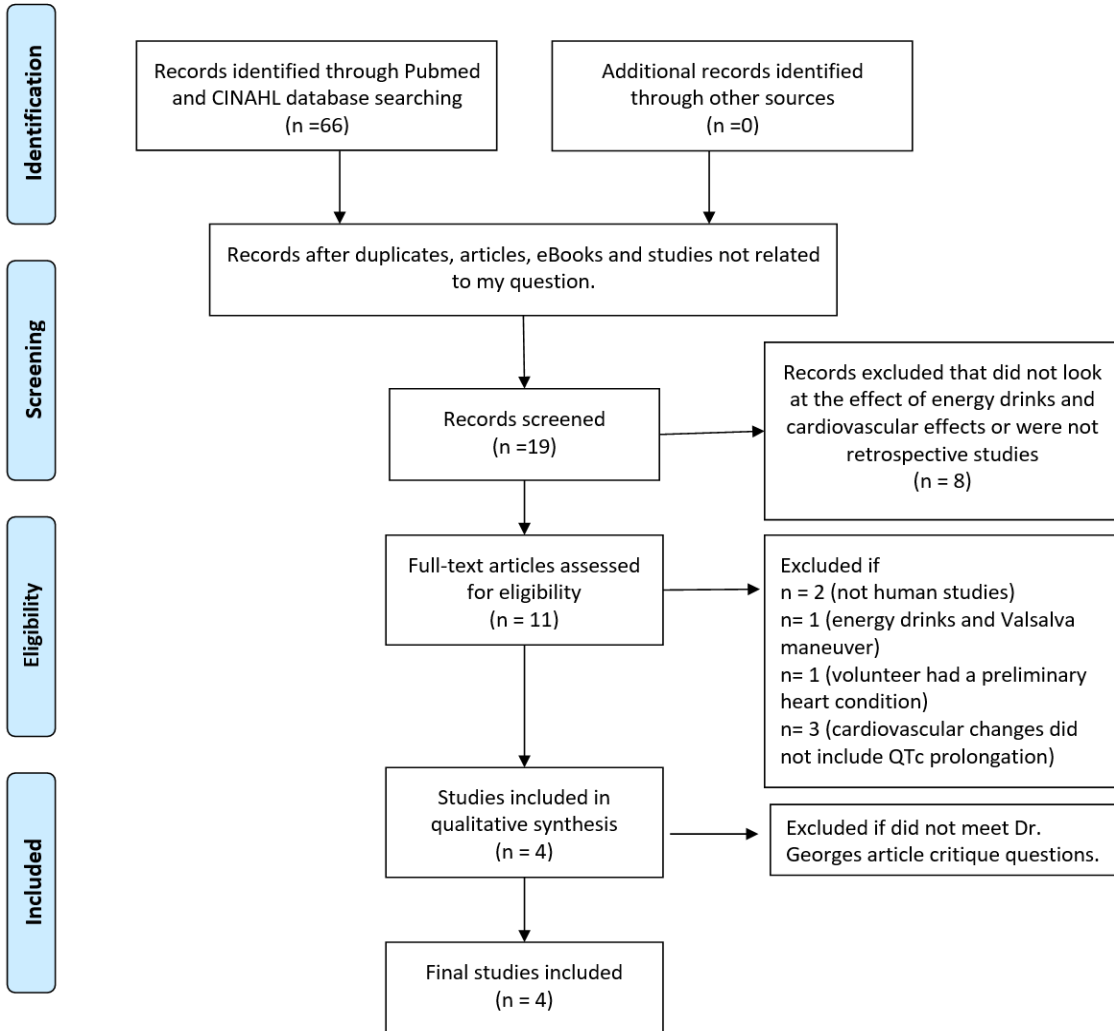 Identification
Records identified through Pubmed
and CINAHL database searching
(n =66)
Additional records identified
through other sources
(n =0)
Records after duplicates, articles, eBooks and studies not related
to my question.
Screening
Records screened
(n =19)
Records excluded that did not look
at the effect of energy drinks and
cardiovascular effects or were not
retrospective studies
(n = 8)
Eligibility
Full-text articles assessed
for eligibility
(n = 11)
Excluded if
n = 2 (not human studies)
n= 1 (energy drinks and Valsalva
maneuver)
n= 1 (volunteer had a preliminary
heart condition)
n= 3 (cardiovascular changes did
not include QTc prolongation)
Included
Studies included in
qualitative synthesis
(n = 4)
Excluded if did not meet Dr.
Georges article critique questions.
Final studies included
(n = 4)